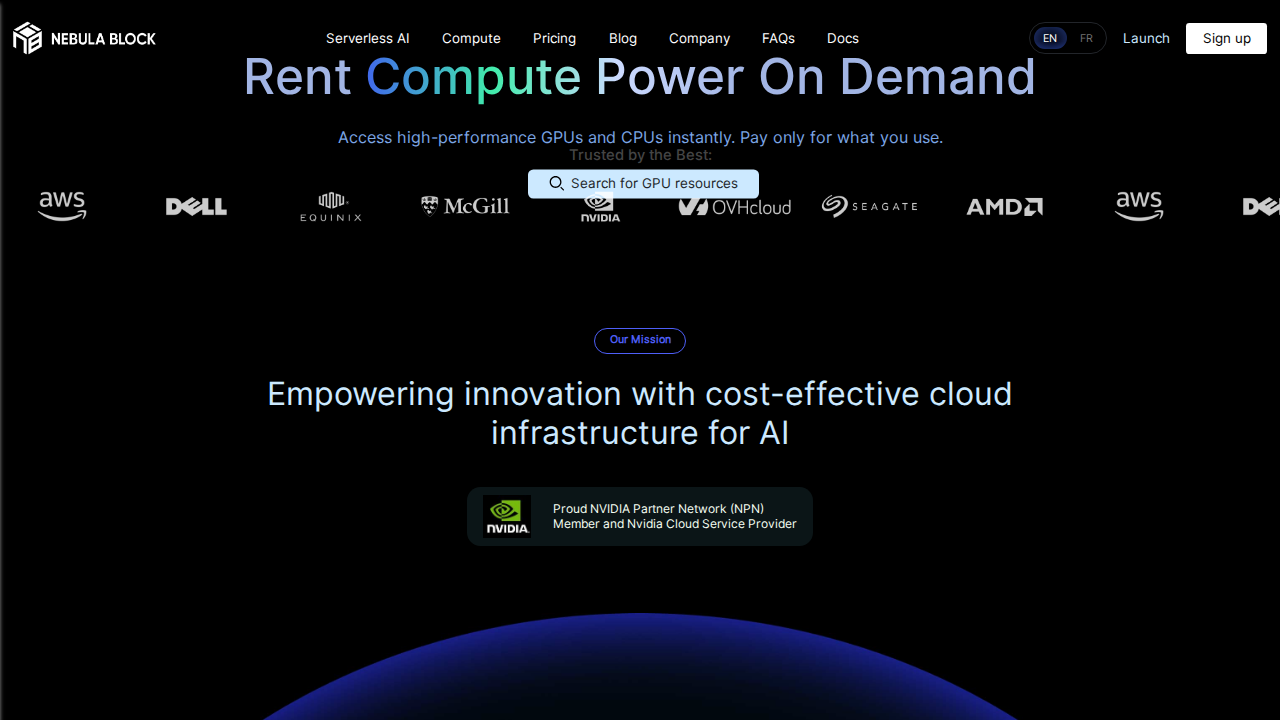 NEBULA BLOCK
Serverless AI
Compute
Pricing
Blog
Company
FAQs
Docs
EN
FR
Launch
Sign up
Rent Compute Power On Demand
Access high-performance GPUs and CPUs instantly. Pay only for what you use.
Trusted by the Best:
Search for GPU resources
aws
DELL
EQUINIX
McGill
NVIDIA
OVHcloud
SEAGATE
AMD
aws
Our Mission
Empowering innovation with cost-effective cloud
infrastructure for AI
NVIDIA.
Proud NVIDIA Partner Network (NPN)
Member and Nvidia Cloud Service Provider